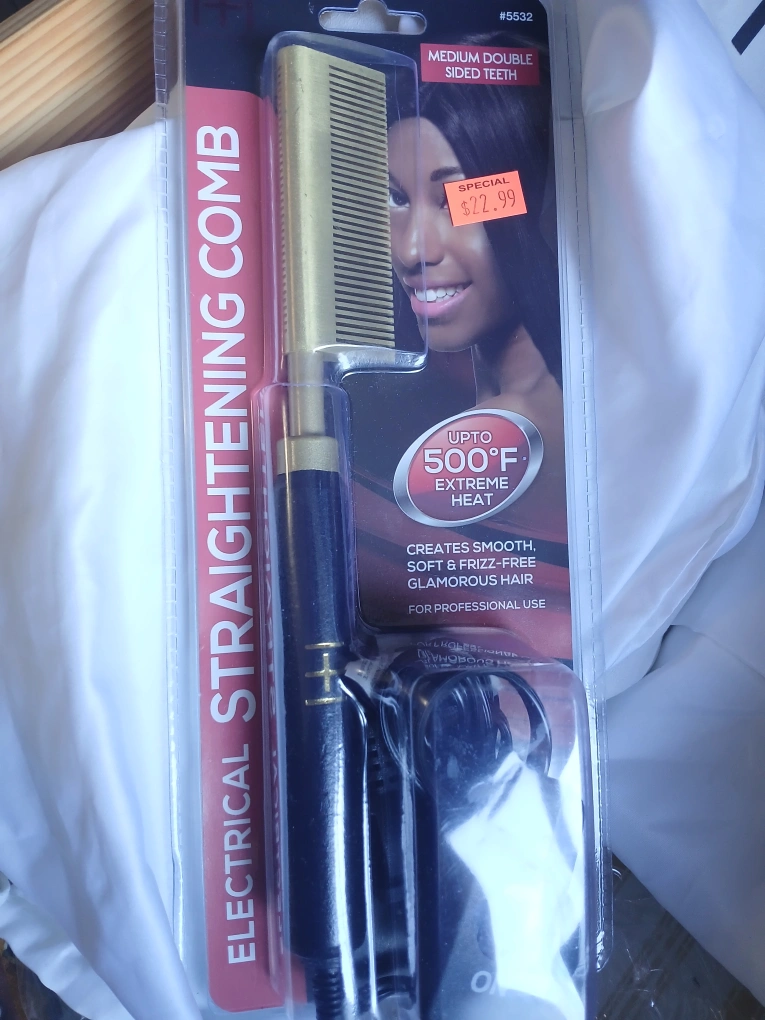 #5532
MEDIUM DOUBLE
SIDED TEETH
SPECIAL
$22.99
ELECTRICAL STRAIGHTENING COMB
UPTO
500°F
EXTREME
HEAT
CREATES SMOOTH,
SOFT & FRIZZ-FREE
GLAMOROUS HAIR
FOR PROFESSIONAL USE